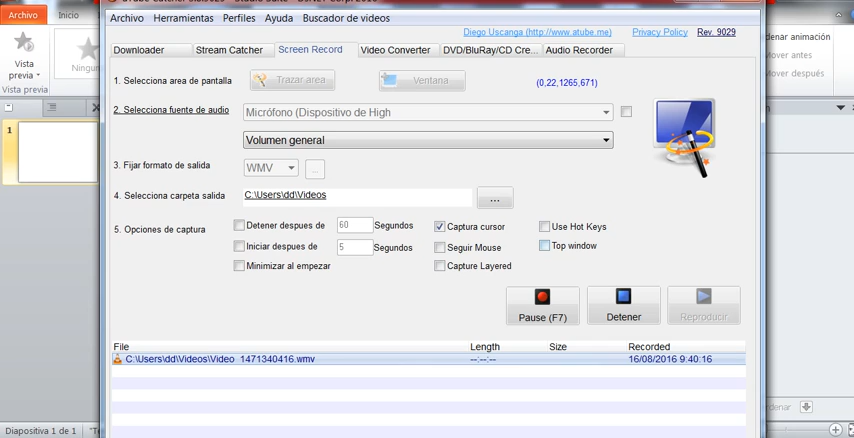 Archivo Inicio
Vista previa
Vista previa
1
Diapositiva 1 de 1
Archivo Herramientas Perfiles Ayuda Buscador de videos
Diego Uscanga (http://www.atube.me) Privacy Policy Rev. 9029
Downloader Stream Catcher Screen Record Video Converter DVD/BluRay/CD Cre... Audio Recorder
1. Selecciona area de pantalla Trazar area Ventana (0,22,1265,671)
2. Selecciona fuente de audio Micrófono (Dispositivo de High
Volumen general
3. Fijar formato de salida WMV ...
4. Selecciona carpeta salida C:\Users\dd\Videos ...
5. Opciones de captura Detener despues de 60 Segundos Captura cursor Use Hot Keys
Iniciar despues de 5 Segundos Seguir Mouse Top window
Minimizar al empezar Capture Layered
Pause (F7) Detener Reproducir
File Length Size Recorded
C:\Users\dd\Videos\Video 1471340416.wmv --:--:-- 16/08/2016 9:40:16
denar animación
Mover antes
Mover después